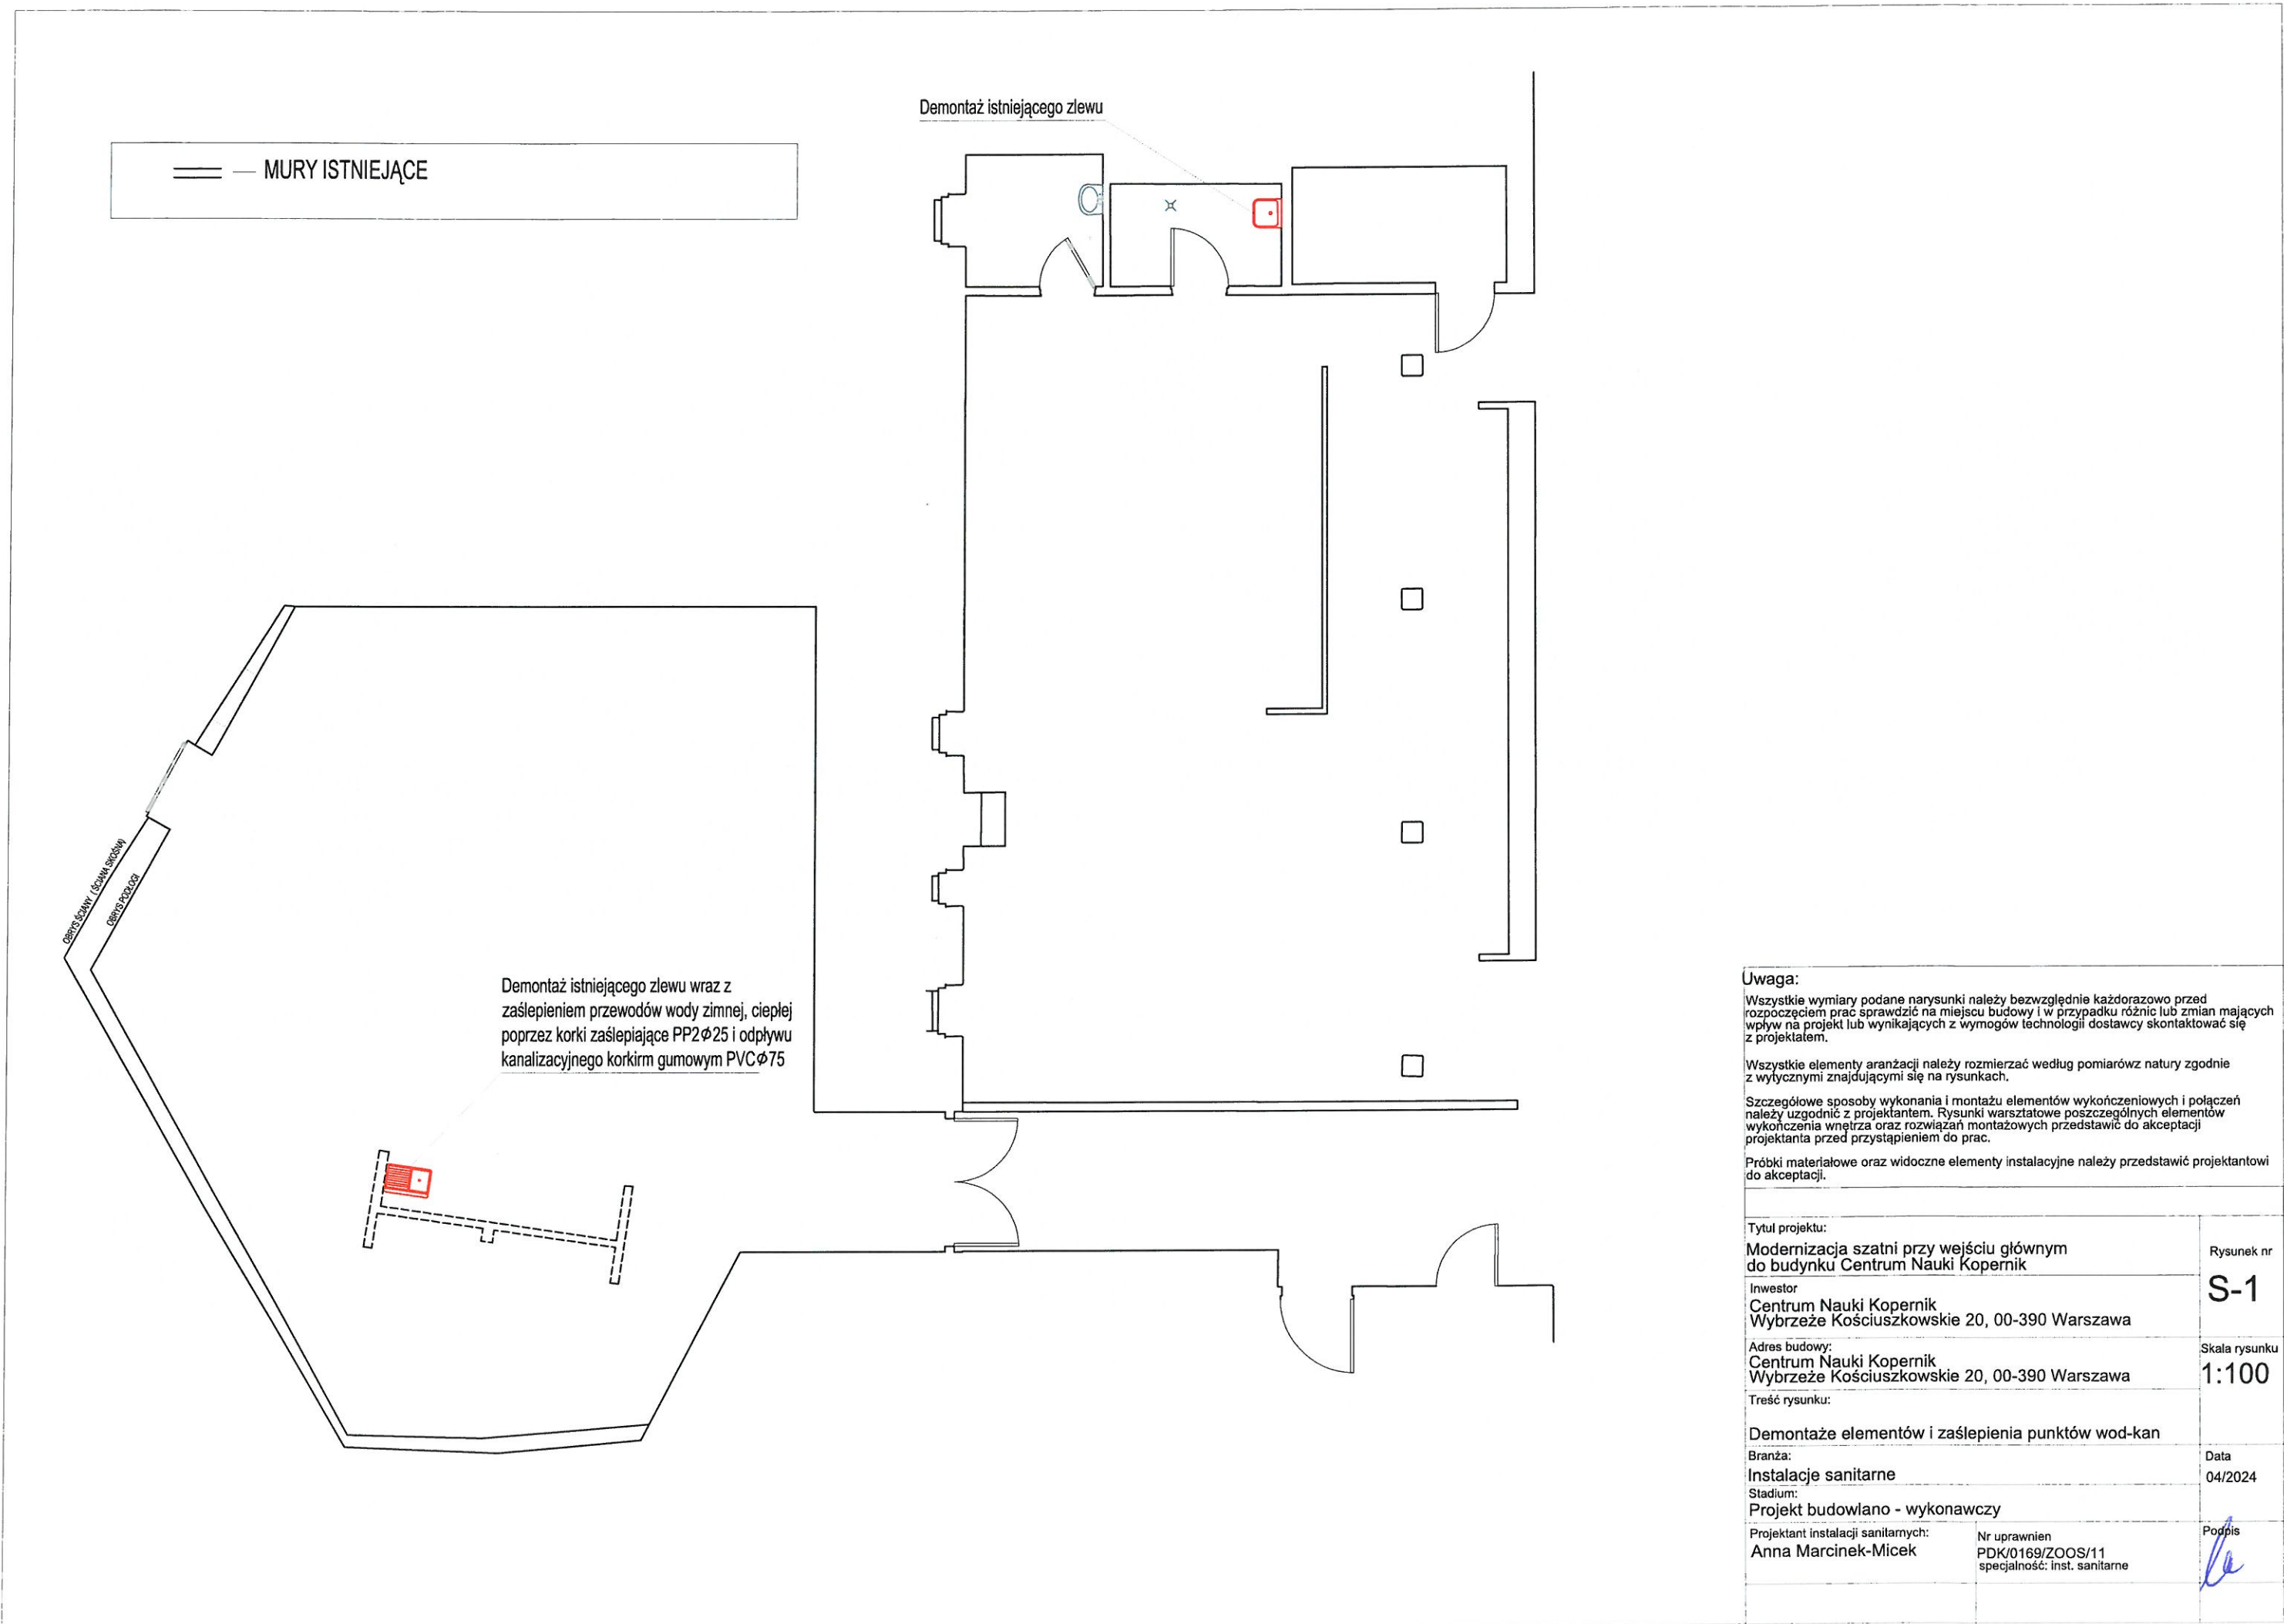 Demontaż istniejącego zlewu
MURY ISTNIEJĄCE
OBRYS ŚCIANY ( ŚCIANA SKOŚNA)
OBRYS PODŁOGI
Demontaż istniejącego zlewu wraz z
zaślepieniem przewodów wody zimnej, ciepłej
poprzez korki zaślepiające PP2Φ25 i odpływu
kanalizacyjnego korkirm gumowym PVCΦ75
Uwaga:
Wszystkie wymiary podane narysunki należy bezwzględnie każdorazowo przed
rozpoczęciem prac sprawdzić na miejscu budowy i w przypadku różnic lub zmian mających
wpływ na projekt lub wynikających z wymogów technologii dostawcy skontaktować się
z projektatem.
Wszystkie elementy aranżacji należy rozmierzać według pomiarówz natury zgodnie
z wytycznymi znajdującymi się na rysunkach.
Szczegółowe sposoby wykonania i montażu elementów wykończeniowych i połączeń
należy uzgodnić z projektantem. Rysunki warsztatowe poszczególnych elementów
wykończenia wnętrza oraz rozwiązań montażowych przedstawić do akceptacji
projektanta przed przystąpieniem do prac.
Próbki materiałowe oraz widoczne elementy instalacyjne należy przedstawić projektantowi
do akceptacji.
Tytul projektu:
Modernizacja szatni przy wejściu głównym
do budynku Centrum Nauki Kopernik
Rysunek nr
S-1
Inwestor
Centrum Nauki Kopernik
Wybrzeże Kościuszkowskie 20, 00-390 Warszawa
Adres budowy:
Centrum Nauki Kopernik
Wybrzeże Kościuszkowskie 20, 00-390 Warszawa
Skala rysunku
1:100
Treść rysunku:
Demontaże elementów i zaślepienia punktów wod-kan
Branża:
Instalacje sanitarne
Data
04/2024
Stadium:
Projekt budowlano - wykonawczy
Projektant instalacji sanitarnych:
Anna Marcinek-Micek
Nr uprawnien
PDK/0169/ZOOS/11
specjalność: inst. sanitarne
Podpis